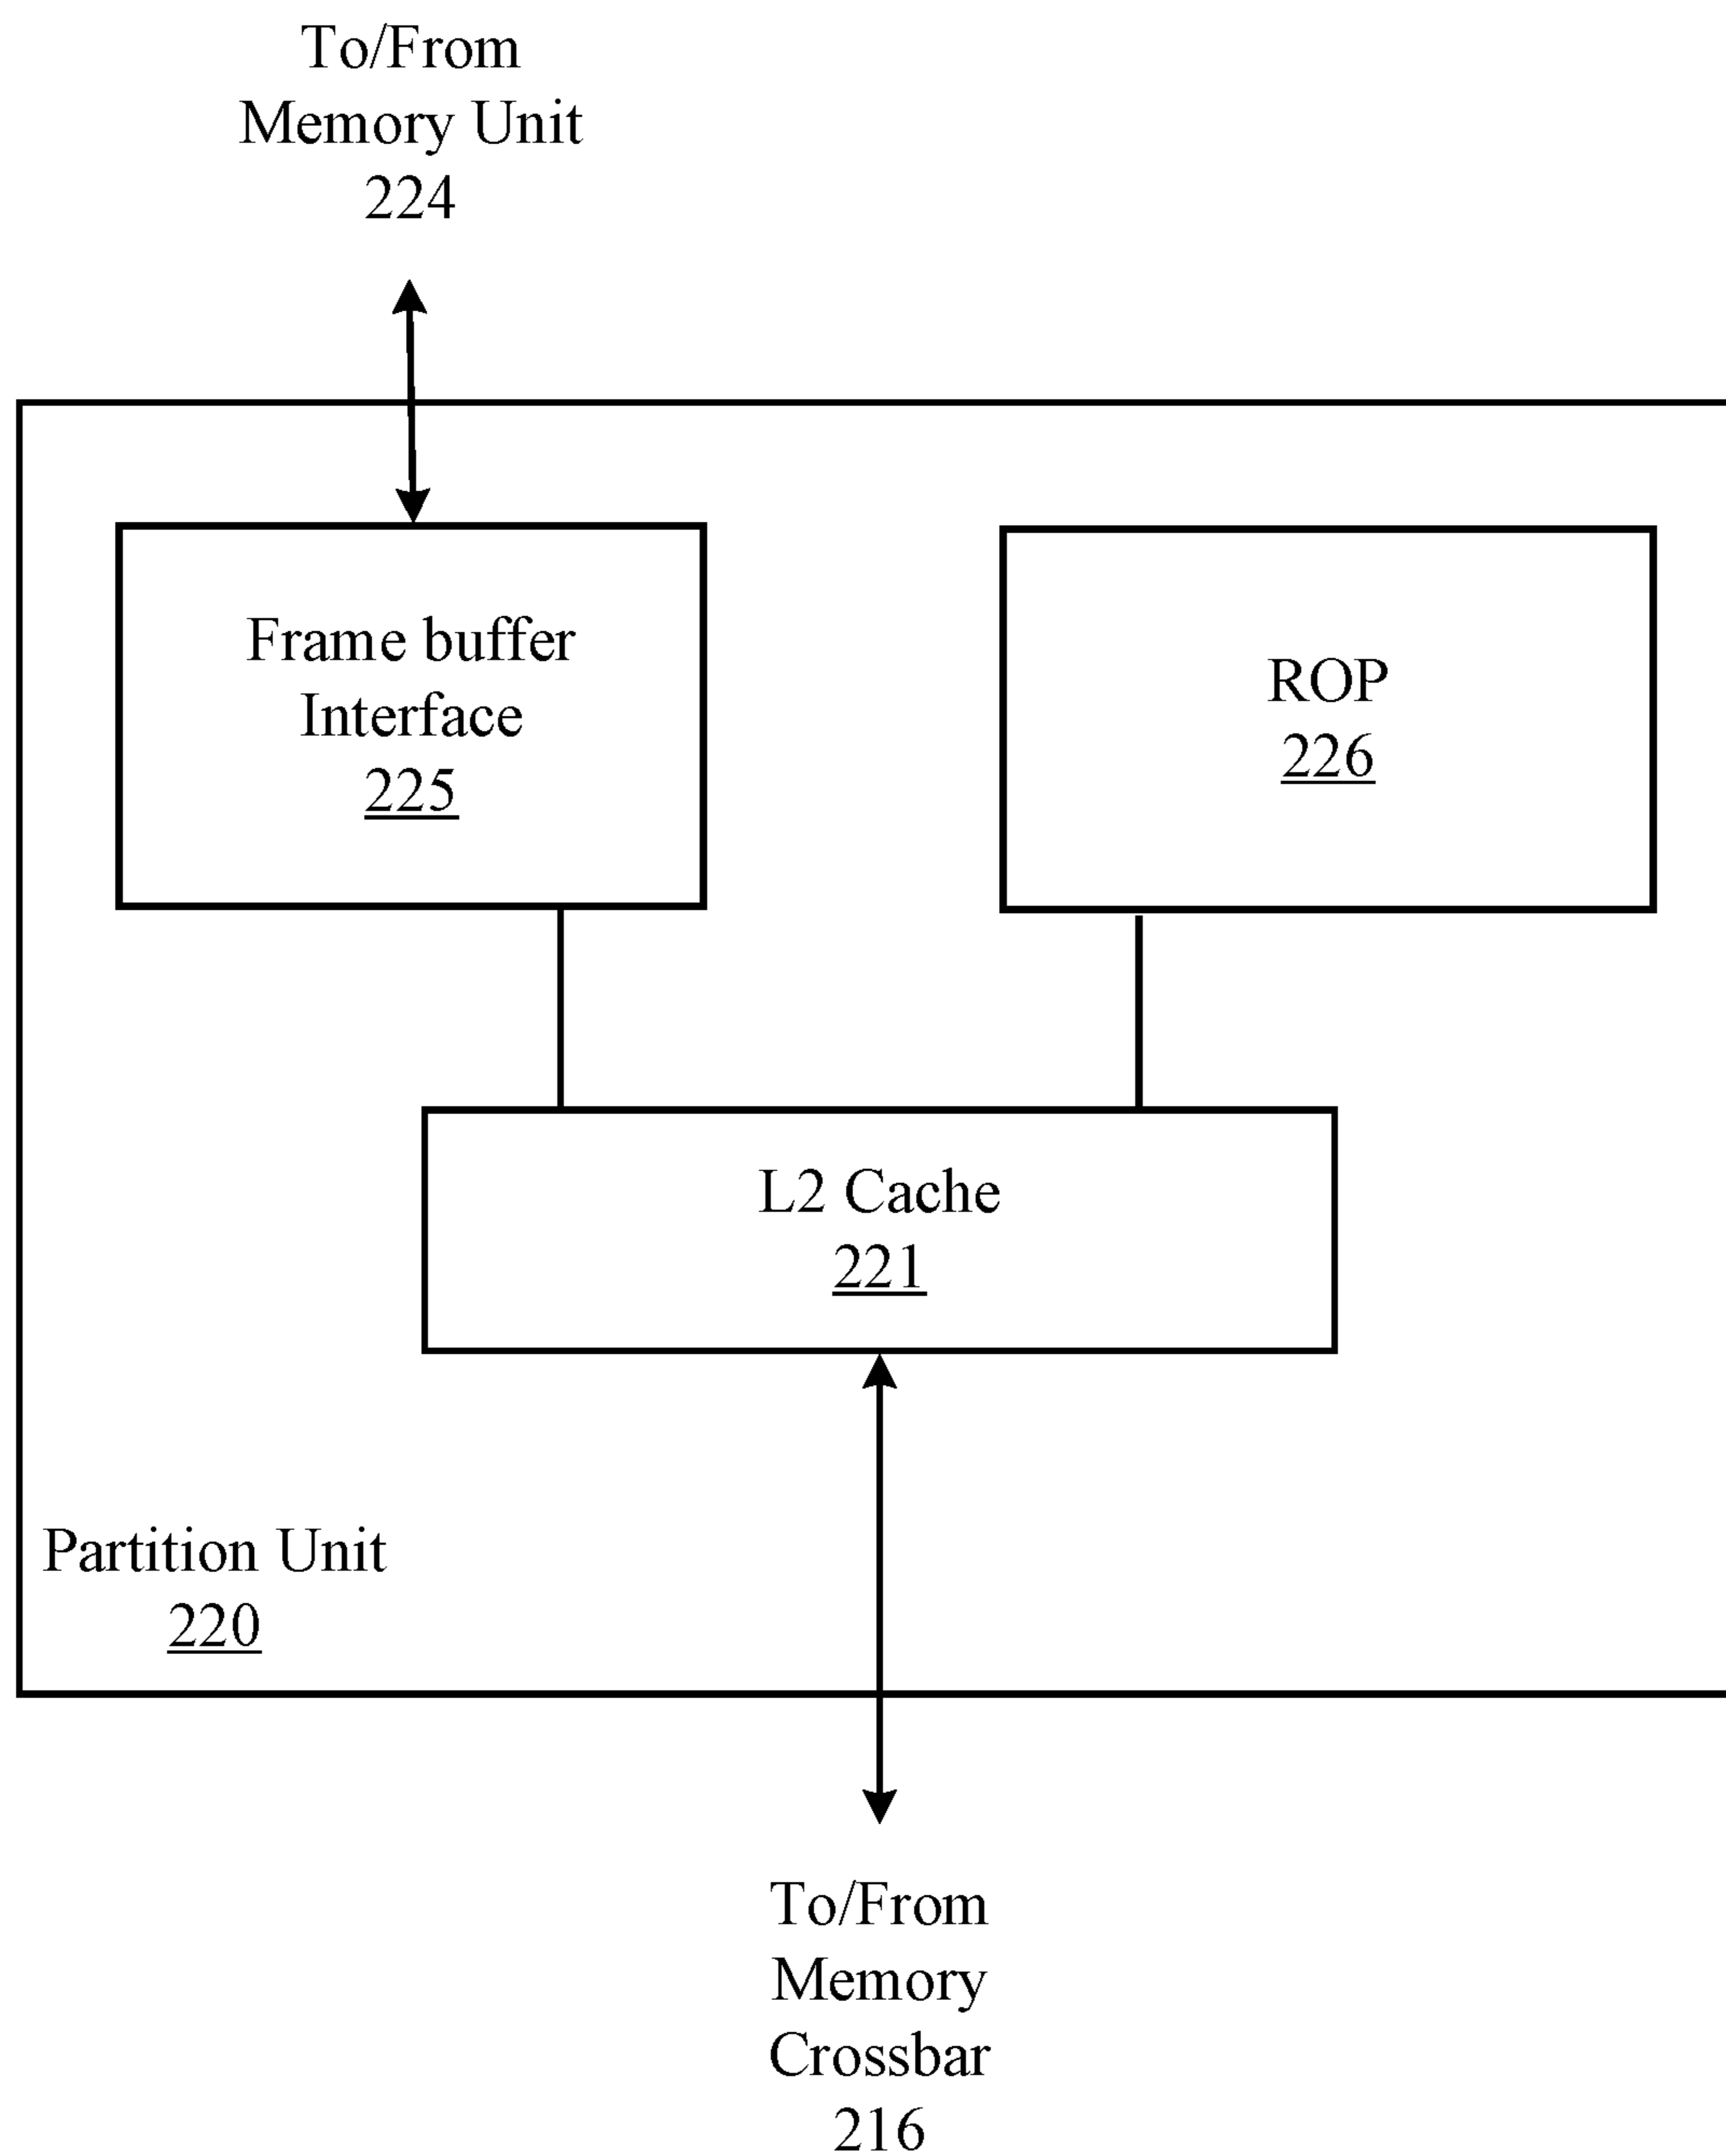 To/From
Memory Unit
224
Frame buffer
Interface
225
ROP
226
L2 Cache
221
Partition Unit
220
To/From
Memory
Crossbar
216